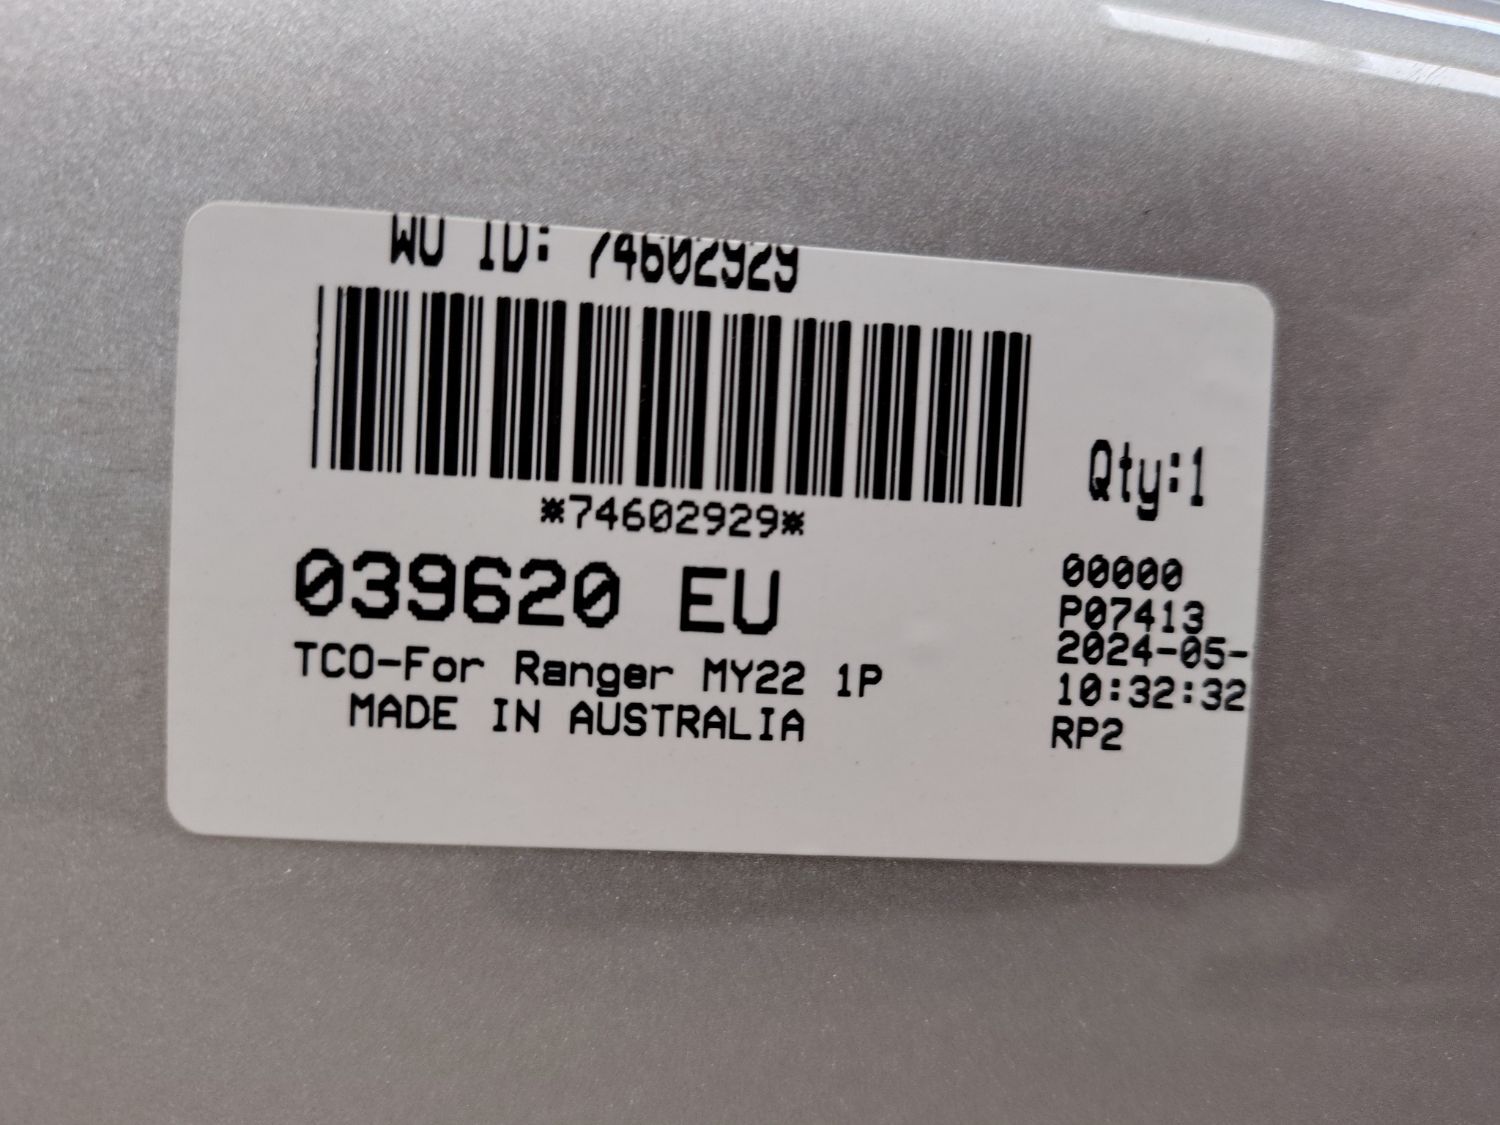 WU ID: 74602929
*74602929*
Qty:1
039620 EU
TCO-For Ranger MY22 1P
MADE IN AUSTRALIA
00000
P07413
2024-05-
10:32:32
RP2